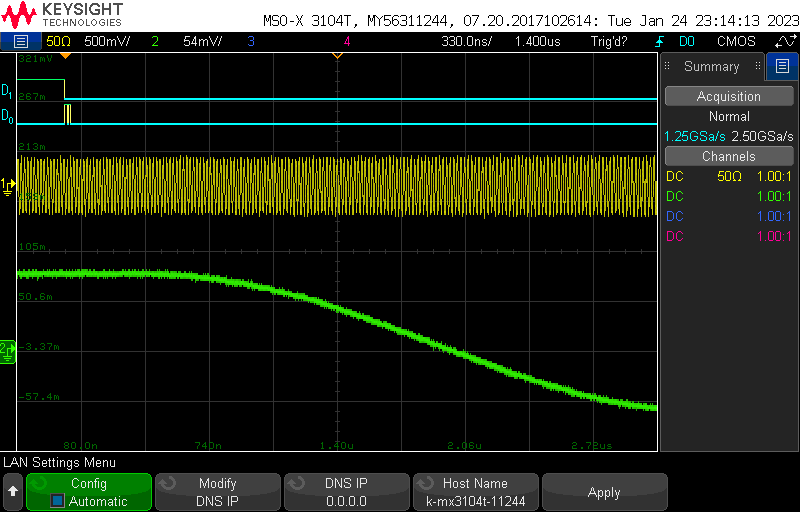 KEYSIGHT
TECHNOLOGIES
MSO-X 3104T, MY56311244, 07.20.2017102614: Tue Jan 24 23:14:13 2023
50Ω 500mV/ 2 54mV/ 3 4 330.0ns/ 1.400us Trig'd? D0 CMOS
321mV
D1
267m
D0
213m
1
105m
50.6m
2
-3.37m
-57.4m
80.0n 740n 1.40u 2.06u 2.72us
Summary
Acquisition
Normal
1.25GSa/s 2.50GSa/s
Channels
DC 50Ω 1.00:1
DC 1.00:1
DC 1.00:1
DC 1.00:1
LAN Settings Menu
Config
Automatic
Modify
DNS IP
DNS IP
0.0.0.0
Host Name
k-mx3104t-11244
Apply